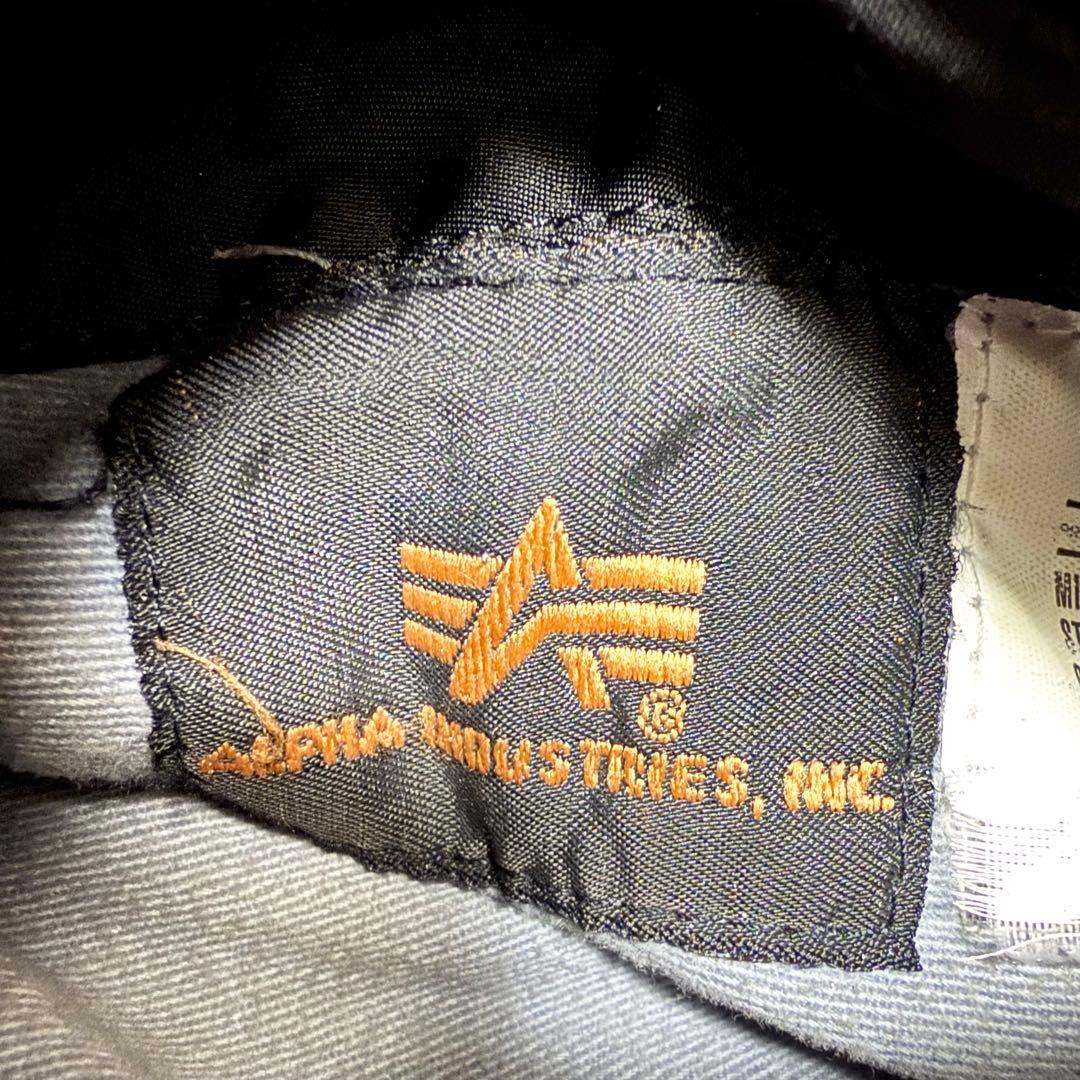 ®
ALPHA INDUSTRIES, INC.